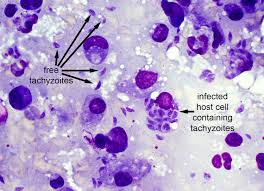 free
tachyzoites
infected
host cell
containing
tachyzoites